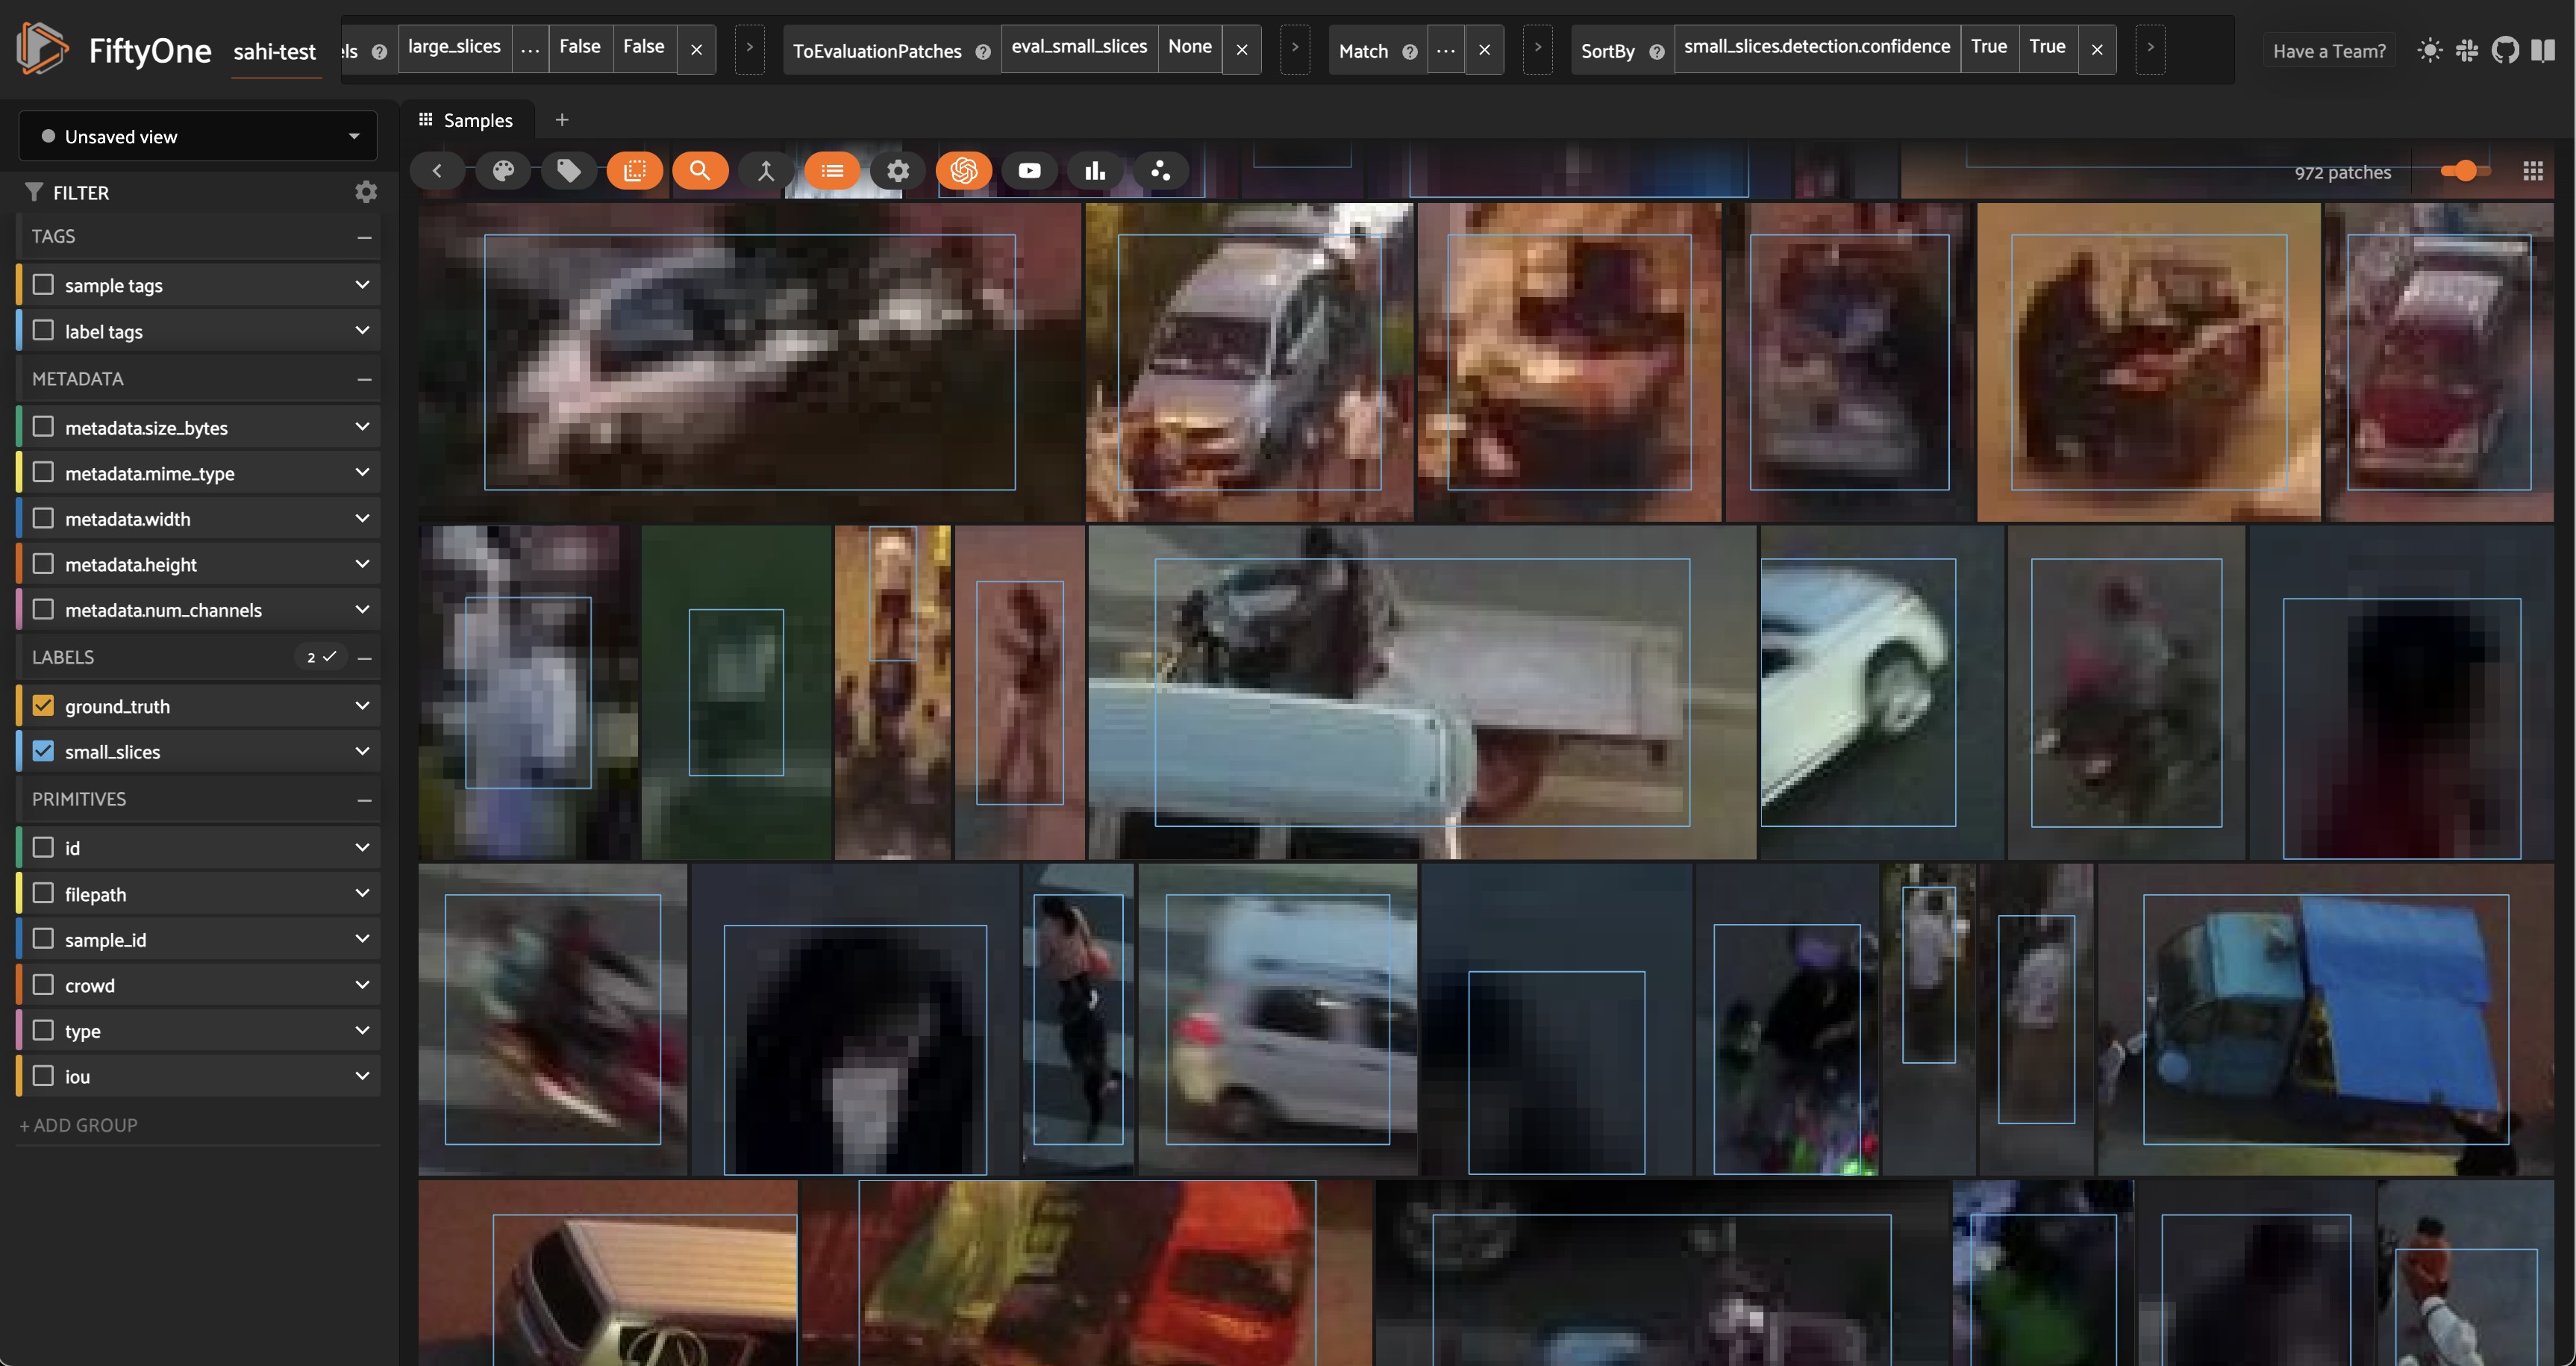 FiftyOne
sahi-test
els ? large_slices ... False False ×
ToEvaluationPatches ? eval_small_slices None ×
Match ? ... ×
SortBy ? small_slices.detection.confidence True True ×
Have a Team?
Unsaved view
Samples +
FILTER
972 patches
TAGS
sample tags
label tags
METADATA
metadata.size_bytes
metadata.mime_type
metadata.width
metadata.height
metadata.num_channels
LABELS 2
ground_truth
small_slices
PRIMITIVES
id
filepath
sample_id
crowd
type
iou
+ ADD GROUP